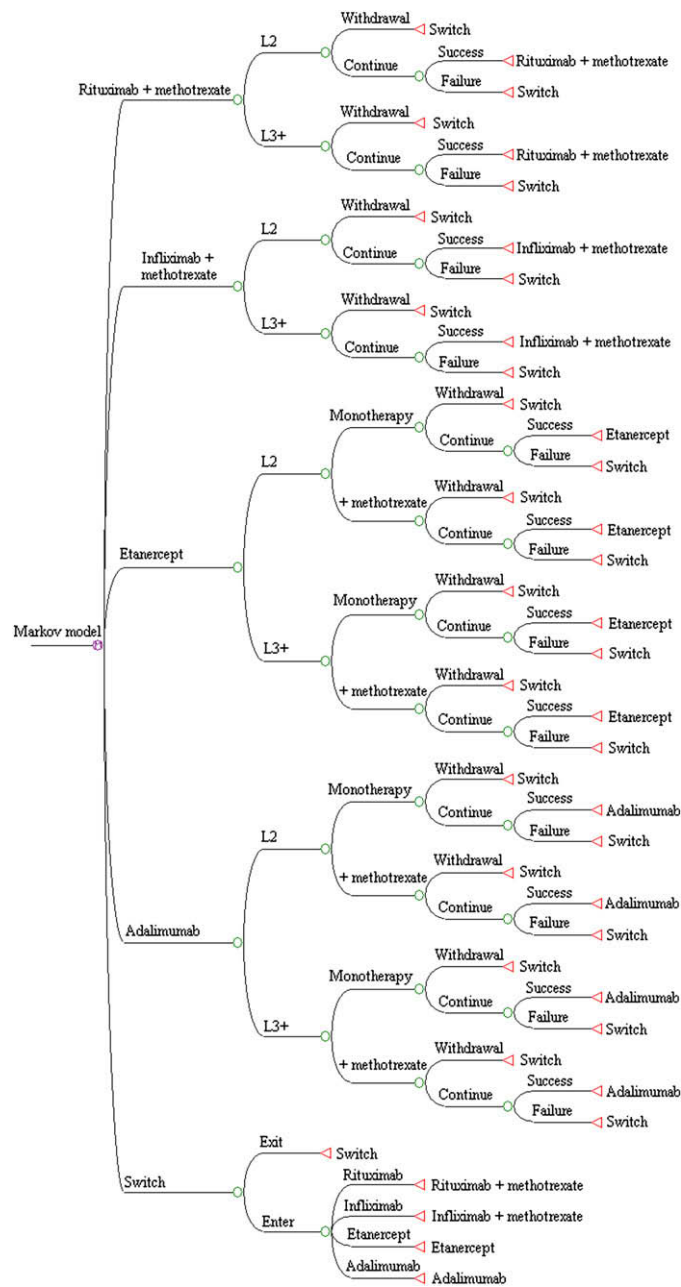 Withdrawal
Switch
L2
Success
Rituximab + methotrexate
Continue
Failure
Switch
Rituximab + methotrexate
Withdrawal
Switch
L3+
Success
Rituximab + methotrexate
Continue
Failure
Switch
Withdrawal
Switch
L2
Success
Infliximab + methotrexate
Continue
Failure
Switch
Infliximab +
methotrexate
Withdrawal
Switch
L3+
Success
Infliximab + methotrexate
Continue
Failure
Switch
Withdrawal
Switch
Monotherapy
Success
Etanercept
Continue
Failure
Switch
L2
Withdrawal
Switch
+ methotrexate
Success
Etanercept
Continue
Failure
Switch
Etanercept
Withdrawal
Switch
Monotherapy
Success
Etanercept
Continue
Failure
Switch
Markov model
L3+
Withdrawal
Switch
+ methotrexate
Success
Etanercept
Continue
Failure
Switch
Withdrawal
Switch
Monotherapy
Success
Adalimumab
Continue
Failure
Switch
L2
Withdrawal
Switch
+ methotrexate
Success
Adalimumab
Continue
Failure
Switch
Adalimumab
Withdrawal
Switch
Monotherapy
Success
Adalimumab
Continue
Failure
Switch
L3+
Withdrawal
Switch
+ methotrexate
Success
Adalimumab
Continue
Failure
Switch
Exit
Switch
Switch
Rituximab
Rituximab + methotrexate
Enter
Infliximab
Infliximab + methotrexate
Etanercept
Etanercept
Adalimumab
Adalimumab